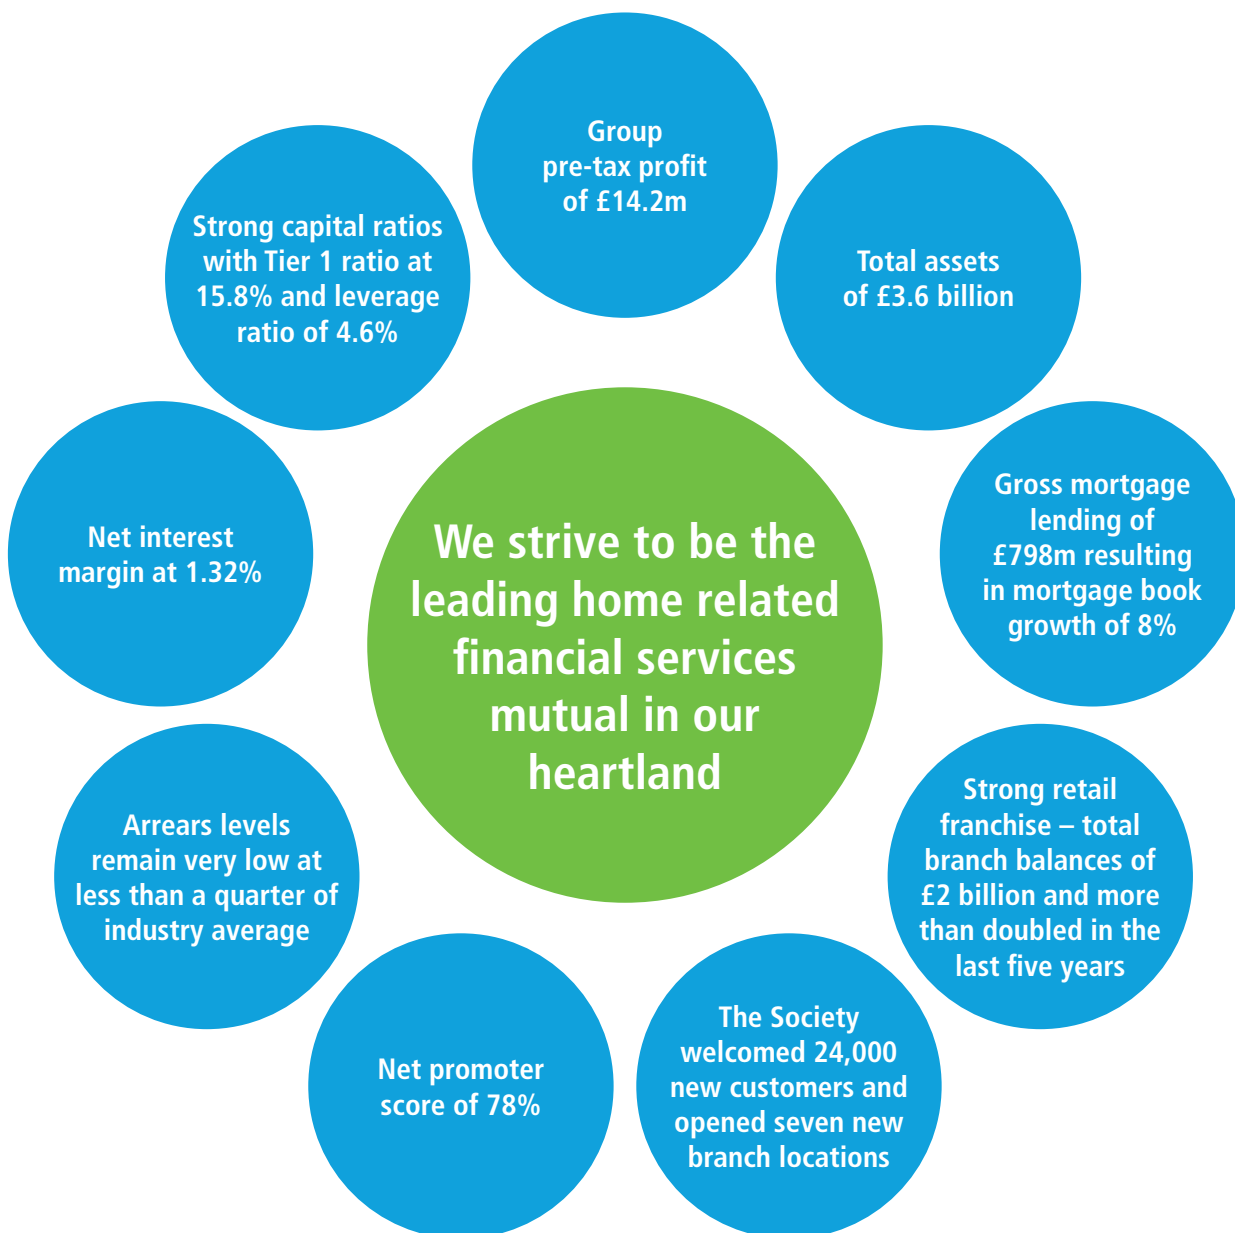 Group
pre-tax profit
of £14.2m
Total assets
of £3.6 billion
Gross mortgage
lending of
£798m resulting
in mortgage book
growth of 8%
Strong retail
franchise – total
branch balances of
£2 billion and more
than doubled in the
last five years
The Society
welcomed 24,000
new customers and
opened seven new
branch locations
Net promoter
score of 78%
Arrears levels
remain very low at
less than a quarter of
industry average
Net interest
margin at 1.32%
Strong capital ratios
with Tier 1 ratio at
15.8% and leverage
ratio of 4.6%
We strive to be the
leading home related
financial services
mutual in our
heartland